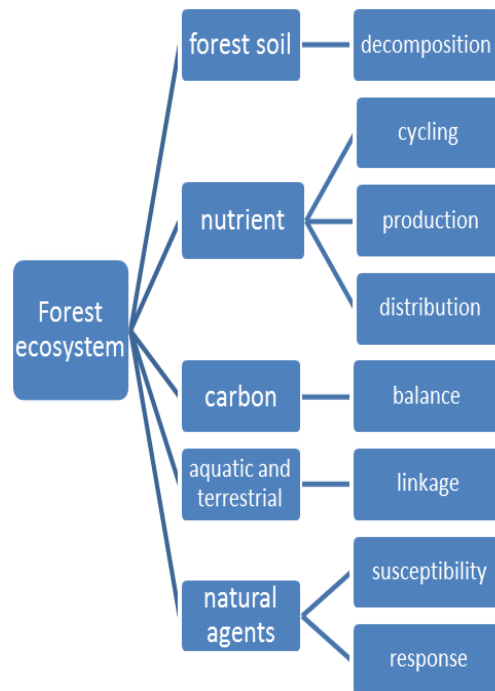 Forest
ecosystem
forest soil
decomposition
nutrient
cycling
production
distribution
carbon
balance
aquatic and
terrestrial
linkage
natural
agents
susceptibility
response